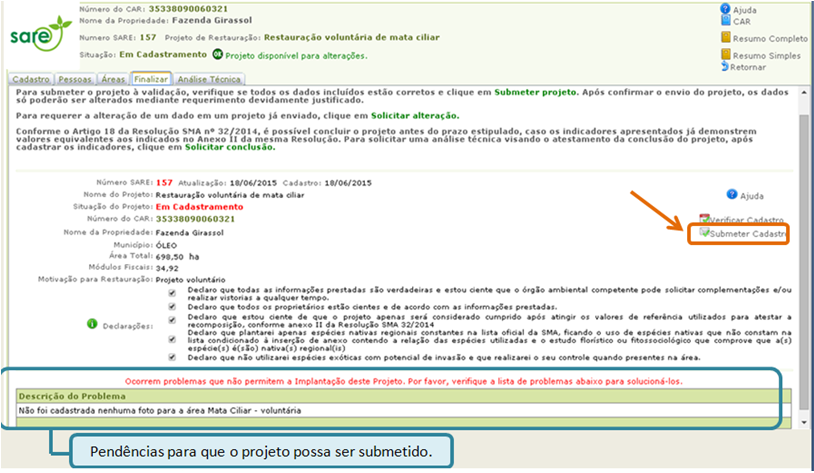 sare
Número do CAR: 35338090060321
Nome da Propriedade: Fazenda Girassol
Numero SARE: 157 Projeto de Restauração: Restauração voluntária de mata ciliar
Situação: Em Cadastramento OK Projeto disponível para alterações.
Ajuda
CAR
Resumo Completo
Resumo Simples
Retornar
Cadastro Pessoas Áreas Finalizar Análise Técnica
Para submeter o projeto à validação, verifique se todos os dados incluídos estão corretos e clique em Submeter projeto. Após confirmar o envio do projeto, os dados
só poderão ser alterados mediante requerimento devidamente justificado.
Para requerer a alteração de um dado em um projeto já enviado, clique em Solicitar alteração.
Conforme o Artigo 18 da Resolução SMA nº 32/2014, é possível concluir o projeto antes do prazo estipulado, caso os indicadores apresentados já demonstrem
valores equivalentes aos indicados no Anexo II da mesma Resolução. Para solicitar uma análise técnica visando o atestamento da conclusão do projeto, após
cadastrar os indicadores, clique em Solicitar conclusão.
Número SARE: 157 Atualização: 18/06/2015 Cadastro: 18/06/2015
Nome do Projeto: Restauração voluntária de mata ciliar
Situação do Projeto: Em Cadastramento
Número do CAR: 35338090060321
Nome da Propriedade: Fazenda Girassol
Município: ÓLEO
Área Total: 698,50 ha
Módulos Fiscais: 34,92
Motivação para Restauração: Projeto voluntário
Ajuda
Verificar Cadastro
Submeter Cadastro
Declarações:
Declaro que todas as informações prestadas são verdadeiras e estou ciente que o órgão ambiental competente pode solicitar complementações e/ou
realizar vistorias a qualquer tempo.
Declaro que todos os proprietários estão cientes e de acordo com as informações prestadas.
Declaro que estou ciente de que o projeto apenas será considerado cumprido após atingir os valores de referência utilizados para atestar a
recomposição, conforme anexo II da Resolução SMA 32/2014
Declaro que plantarei apenas espécies nativas regionais constantes na lista oficial da SMA, ficando o uso de espécies nativas que não constam na
lista condicionado à inserção de anexo contendo a relação das espécies utilizadas e o estudo florístico ou fitossociológico que comprove que a(s)
espécie(s) é(são) nativa(s) regional(is)
Declaro que não utilizarei espécies exóticas com potencial de invasão e que realizarei o seu controle quando presentes na área.
Ocorrem problemas que não permitem a Implantação deste Projeto. Por favor, verifique a lista de problemas abaixo para solucioná-los.
Descrição do Problema
Não foi cadastrada nenhuma foto para a área Mata Ciliar - voluntária
Pendências para que o projeto possa ser submetido.